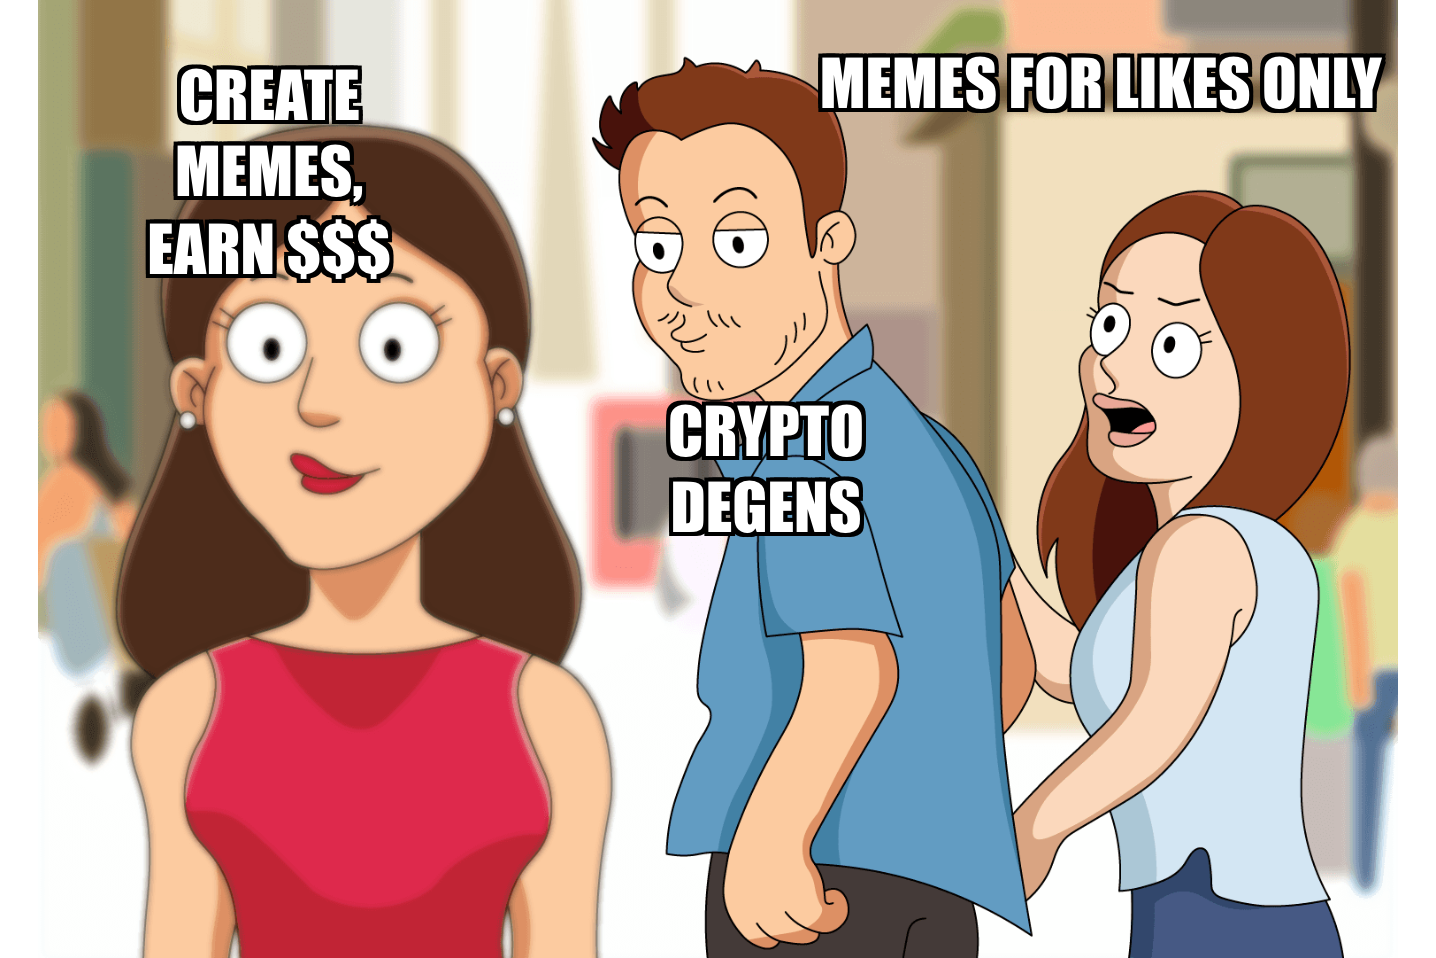 CREATE
MEMES,
EARN $$$
MEMES FOR LIKES ONLY
CRYPTO
DEGENS